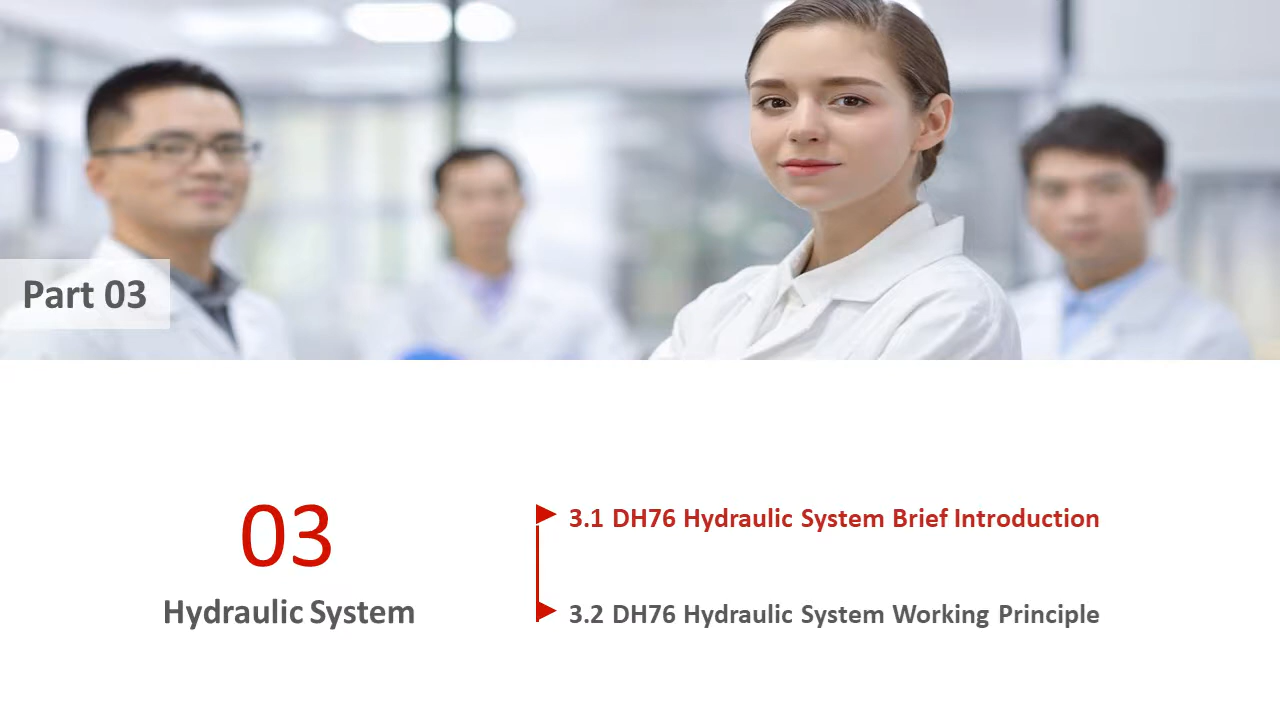 Part 03
03
Hydraulic System
3.1 DH76 Hydraulic System Brief Introduction
3.2 DH76 Hydraulic System Working Principle